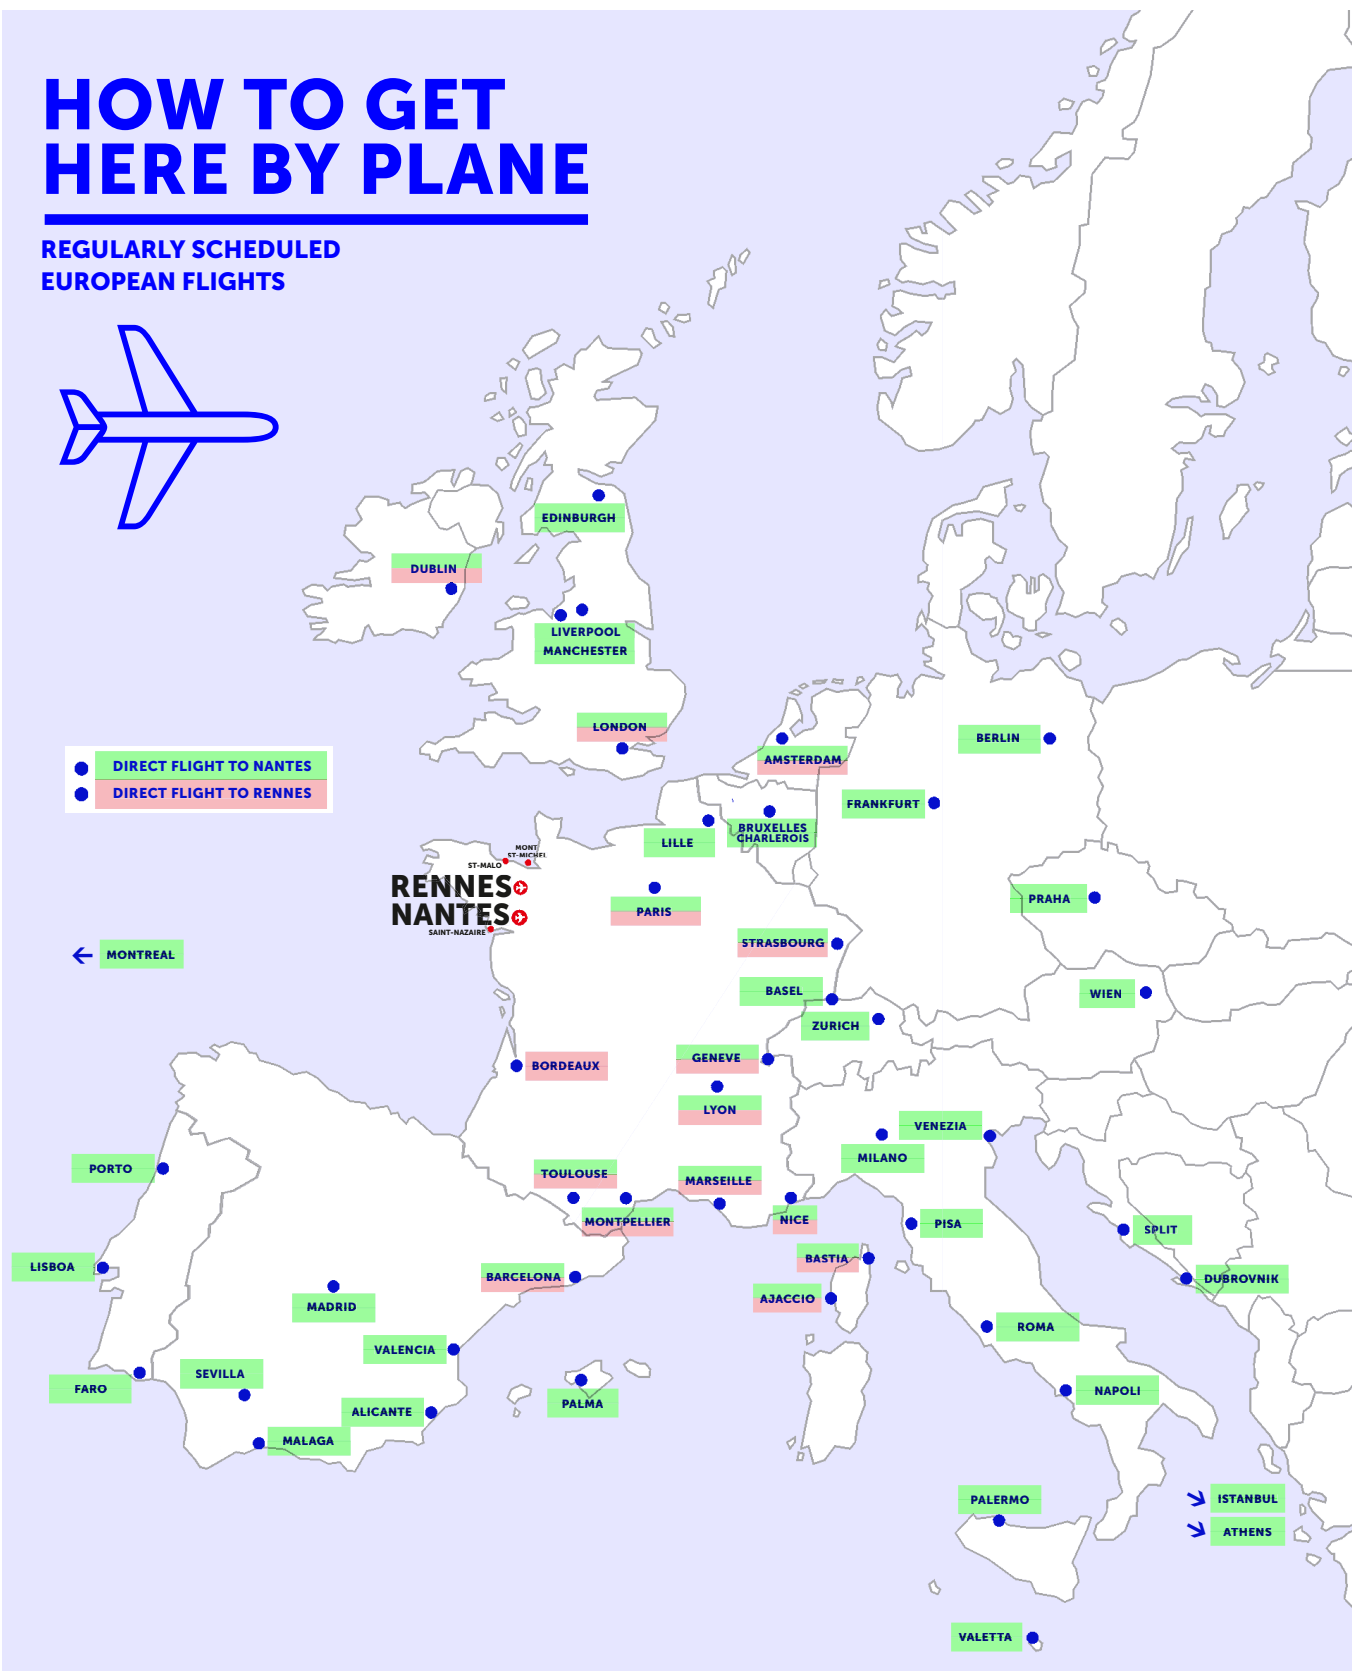 HOW TO GET
HERE BY PLANE
REGULARLY SCHEDULED
EUROPEAN FLIGHTS
EDINBURGH
DUBLIN
LIVERPOOL
MANCHESTER
LONDON
BERLIN
AMSTERDAM
DIRECT FLIGHT TO NANTES
DIRECT FLIGHT TO RENNES
FRANKFURT
BRUXELLES
CHARLEROIS
LILLE
MONT
ST-MICHEL
ST-MALO
RENNES
NANTES
SAINT-NAZAIRE
PARIS
PRAHA
STRASBOURG
MONTREAL
BASEL
WIEN
ZURICH
GENEVE
BORDEAUX
LYON
VENEZIA
MILANO
PORTO
TOULOUSE
MARSEILLE
MONTPELLIER
NICE
PISA
SPLIT
BASTIA
LISBOA
BARCELONA
DUBROVNIK
AJACCIO
MADRID
ROMA
VALENCIA
SEVILLA
FARO
NAPOLI
PALMA
ALICANTE
MALAGA
PALERMO
ISTANBUL
ATHENS
VALETTA